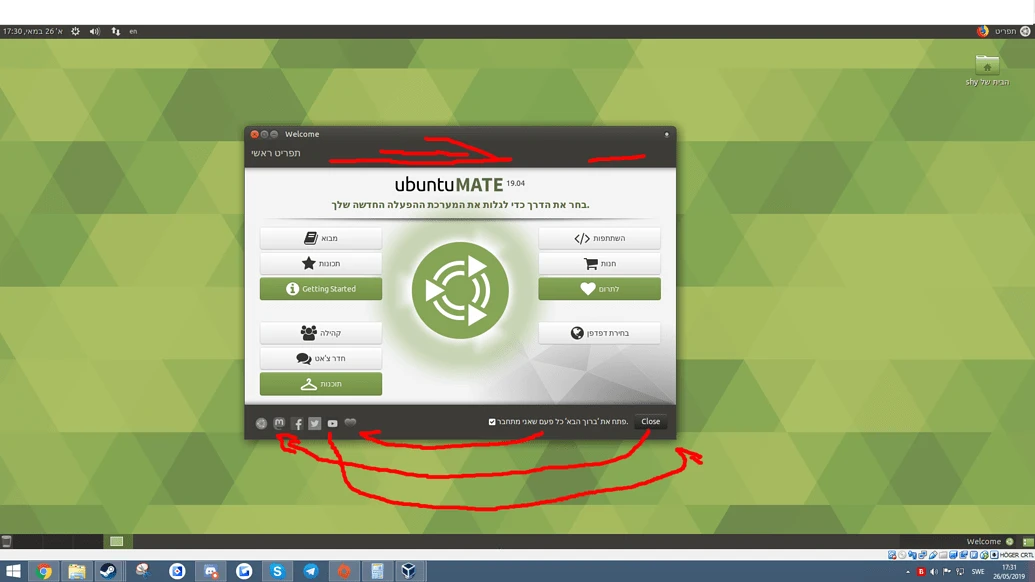 א' 26 במאי, 17:30
en
תפריט
הבית של shy
Welcome
תפריט ראשי
ubuntuMATE 19.04
בחר את הדרך כדי לגלות את המערכת ההפעלה החדשה שלך.
מבוא
השתתפות
תכונות
חנות
Getting Started
לתרום
קהילה
בחירת דפדפן
חדר צ'אט
תוכנות
פתח את 'ברוך הבא' כל פעם שאני מתחבר.
Close
Welcome
HÖGER CRTL
SWE
17:31
26/05/2019